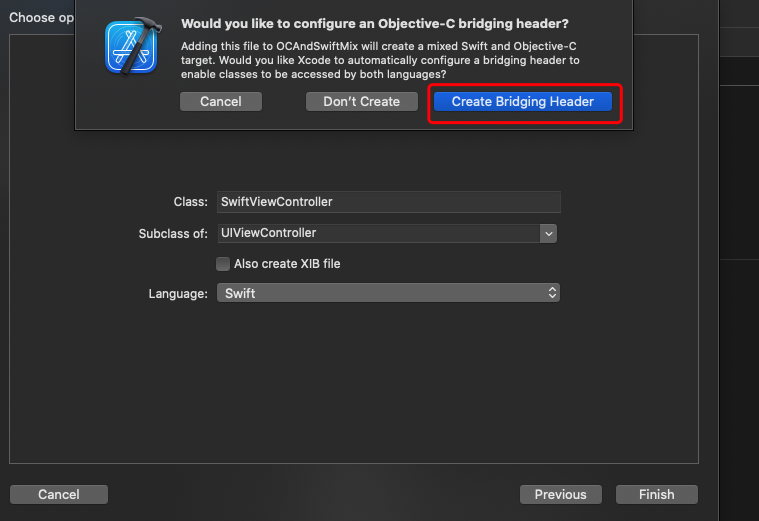 Choose op
Would you like to configure an Objective-C bridging header?
Adding this file to OCAndSwiftMix will create a mixed Swift and Objective-C
target. Would you like Xcode to automatically configure a bridging header to
enable classes to be accessed by both languages?
Cancel Don't Create Create Bridging Header
Class: SwiftViewController
Subclass of: UIViewController
Also create XIB file
Language: Swift
Cancel Previous Finish